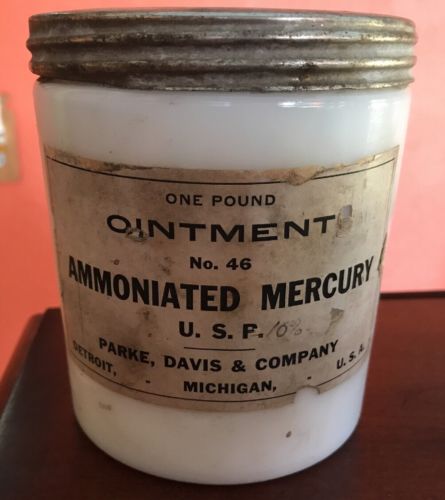 ONE POUND
OINTMENT
No. 46
AMMONIATED MERCURY
U. S. P. 10%
PARKE, DAVIS & COMPANY
DETROIT, - MICHIGAN, - U. S. A.